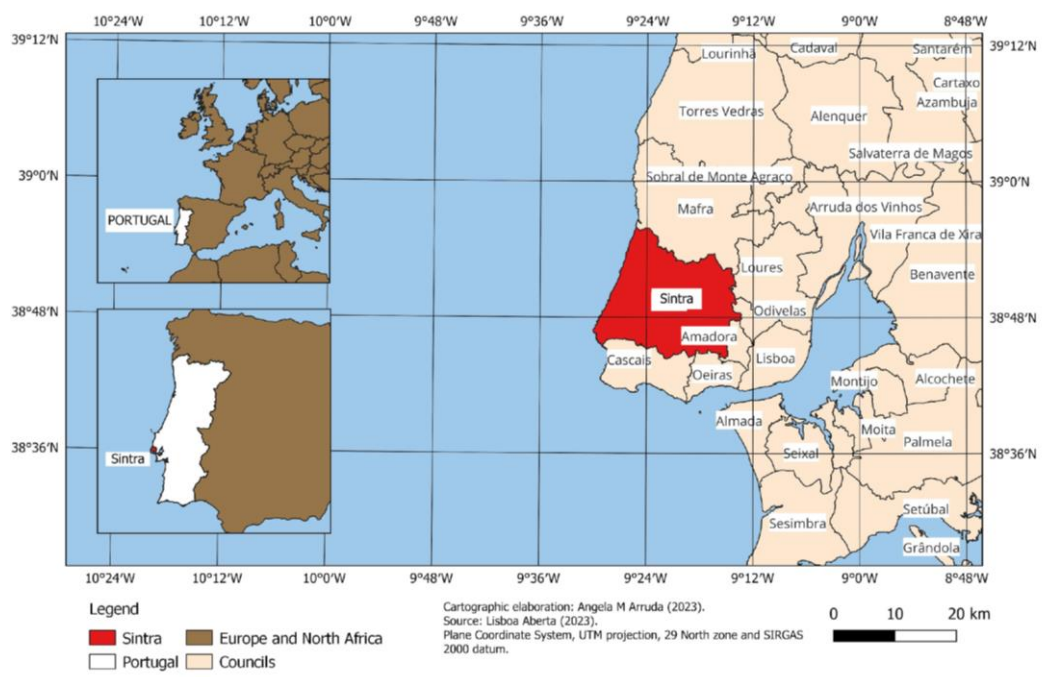 10°24'W 10°12'W 10°0'W 9°48'W 9°36'W 9°24'W 9°12'W 9°0'W 8°48'W
39°12'N 39°12'N
Lourinhã Cadaval Santarém
Cartaxo
Azambuja
Torres Vedras Alenquer
Salvaterra de Magos
39°0'N Sobral de Monte Agraço 39°0'N
PORTUGAL Mafra Arruda dos Vinhos
Vila Franca de Xira
Loures Benavente
Sintra
38°48'N Odivelas 38°48'N
Amadora
Cascais Lisboa
Oeiras Montijo Alcochete
Almada Moita
38°36'N Palmela 38°36'N
Sintra Seixal
Sesimbra Setúbal
Grândola
10°24'W 10°12'W 10°0'W 9°48'W 9°36'W 9°24'W 9°12'W 9°0'W 8°48'W
Legend
Sintra Europe and North Africa
Portugal Councils
Cartographic elaboration: Angela M Arruda (2023).
Source: Lisboa Aberta (2023).
Plane Coordinate System, UTM projection, 29 North zone and SIRGAS
2000 datum.
0 10 20 km